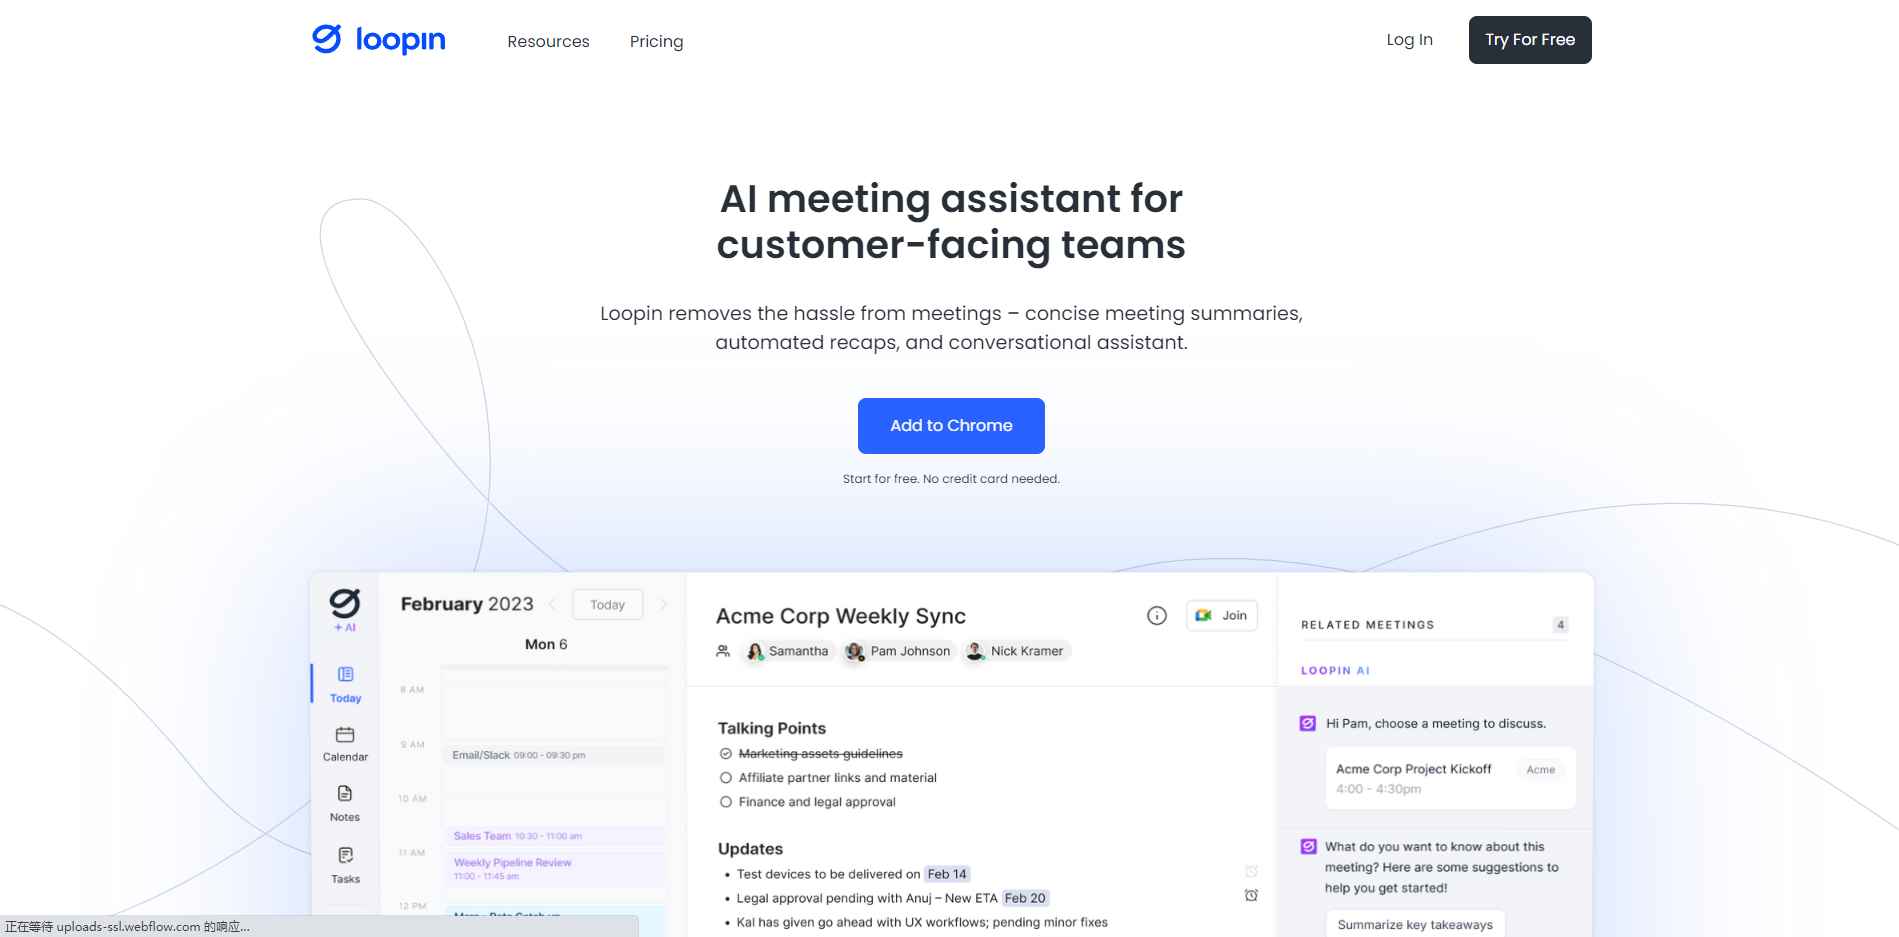 loopin
Resources
Pricing
Log In
Try For Free
AI meeting assistant for
customer-facing teams
Loopin removes the hassle from meetings – concise meeting summaries,
automated recaps, and conversational assistant.
Add to Chrome
Start for free. No credit card needed.
+ AI
Today
Calendar
Notes
Tasks
February 2023
Today
Mon 6
8 AM
9 AM
Email/Slack 09:00 - 09:30 pm
10 AM
Sales Team 10:30 - 11:00 am
11 AM
Weekly Pipeline Review
11:00 - 11:45 am
12 PM
Acme Corp Weekly Sync
Join
Samantha
Pam Johnson
Nick Kramer
Talking Points
Marketing assets guidelines
Affiliate partner links and material
Finance and legal approval
Updates
• Test devices to be delivered on Feb 14
• Legal approval pending with Anuj – New ETA Feb 20
• Kal has given go ahead with UX workflows; pending minor fixes
RELATED MEETINGS
4
LOOPIN AI
Hi Pam, choose a meeting to discuss.
Acme Corp Project Kickoff
Acme
4:00 - 4:30pm
What do you want to know about this
meeting? Here are some suggestions to
help you get started!
Summarize key takeaways
正在等待 uploads-ssl.webflow.com 的响应...